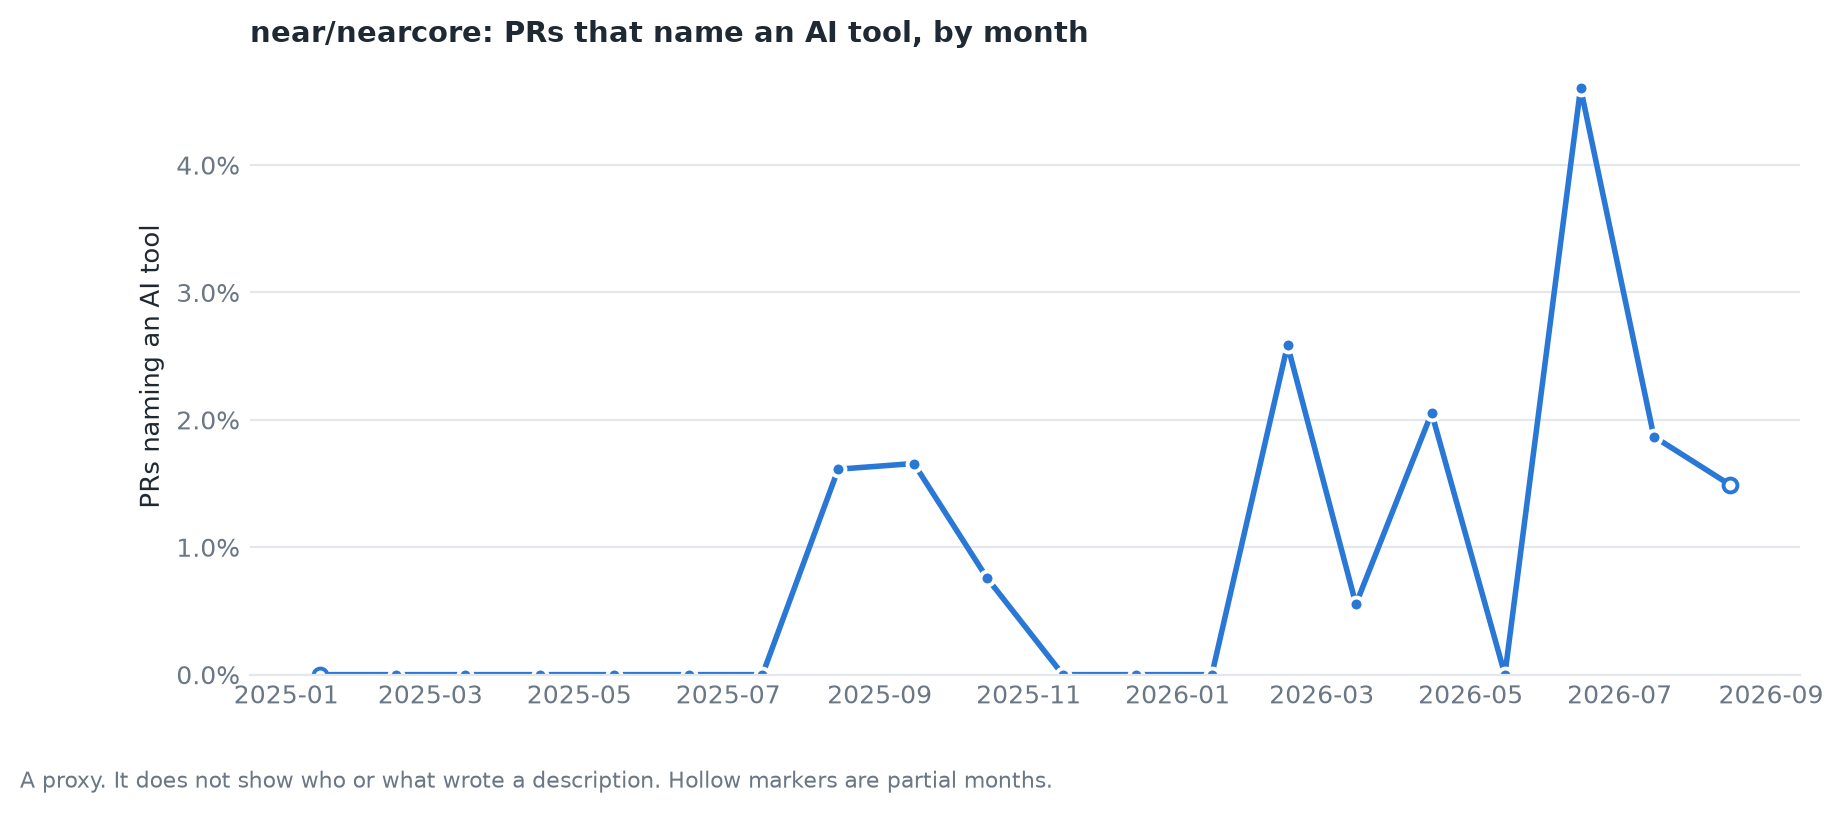 near/nearcore: PRs that name an AI tool, by month
PRs naming an AI tool
4.0%
3.0%
2.0%
1.0%
0.0%
2025-01 2025-03 2025-05 2025-07 2025-09 2025-11 2026-01 2026-03 2026-05 2026-07 2026-09
A proxy. It does not show who or what wrote a description. Hollow markers are partial months.